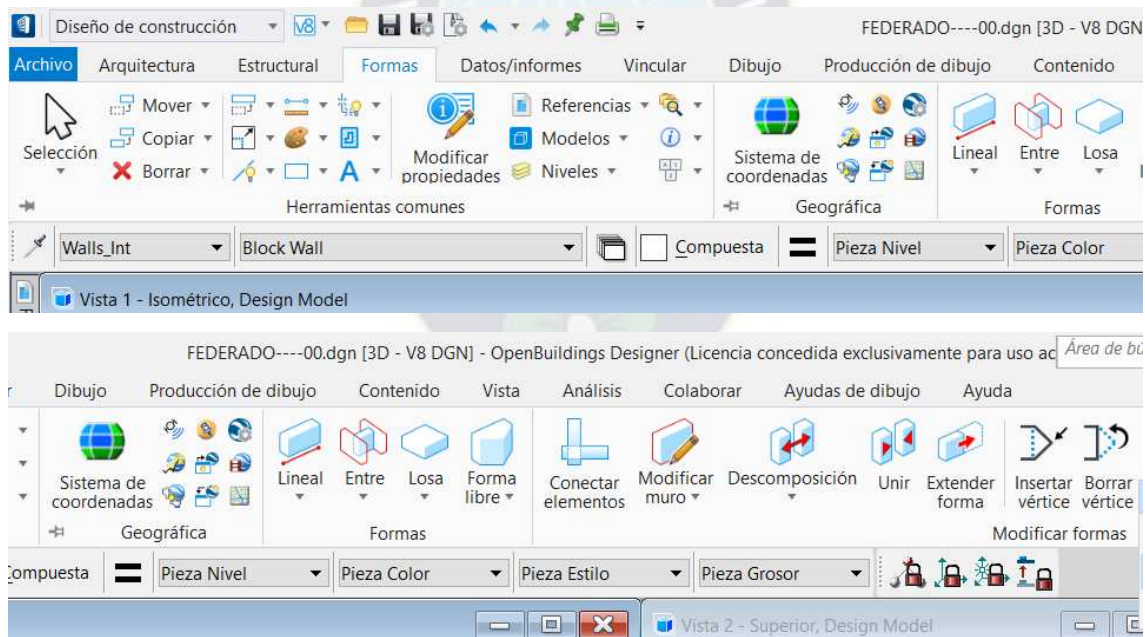 Diseño de construcción V8 FEDERADO----00.dgn [3D - V8 DGN
Archivo Arquitectura Estructural Formas Datos/informes Vincular Dibujo Producción de dibujo Contenido
Selección
Mover
Copiar
Borrar
A
Modificar propiedades
Referencias
Modelos
Niveles
Sistema de coordenadas
Lineal Entre Losa
Herramientas comunes Geográfica Formas
Walls_Int Block Wall Compuesta Pieza Nivel Pieza Color
Vista 1 - Isométrico, Design Model
FEDERADO----00.dgn [3D - V8 DGN] - OpenBuildings Designer (Licencia concedida exclusivamente para uso ac Área de bú
Dibujo Producción de dibujo Contenido Vista Análisis Colaborar Ayudas de dibujo Ayuda
Sistema de coordenadas
Lineal Entre Losa Forma libre
Conectar elementos
Modificar muro
Descomposición
Unir
Extender forma
Insertar vértice
Borrar vértice
Geográfica Formas Modificar formas
Compuesta Pieza Nivel Pieza Color Pieza Estilo Pieza Grosor
Vista 2 - Superior, Design Model